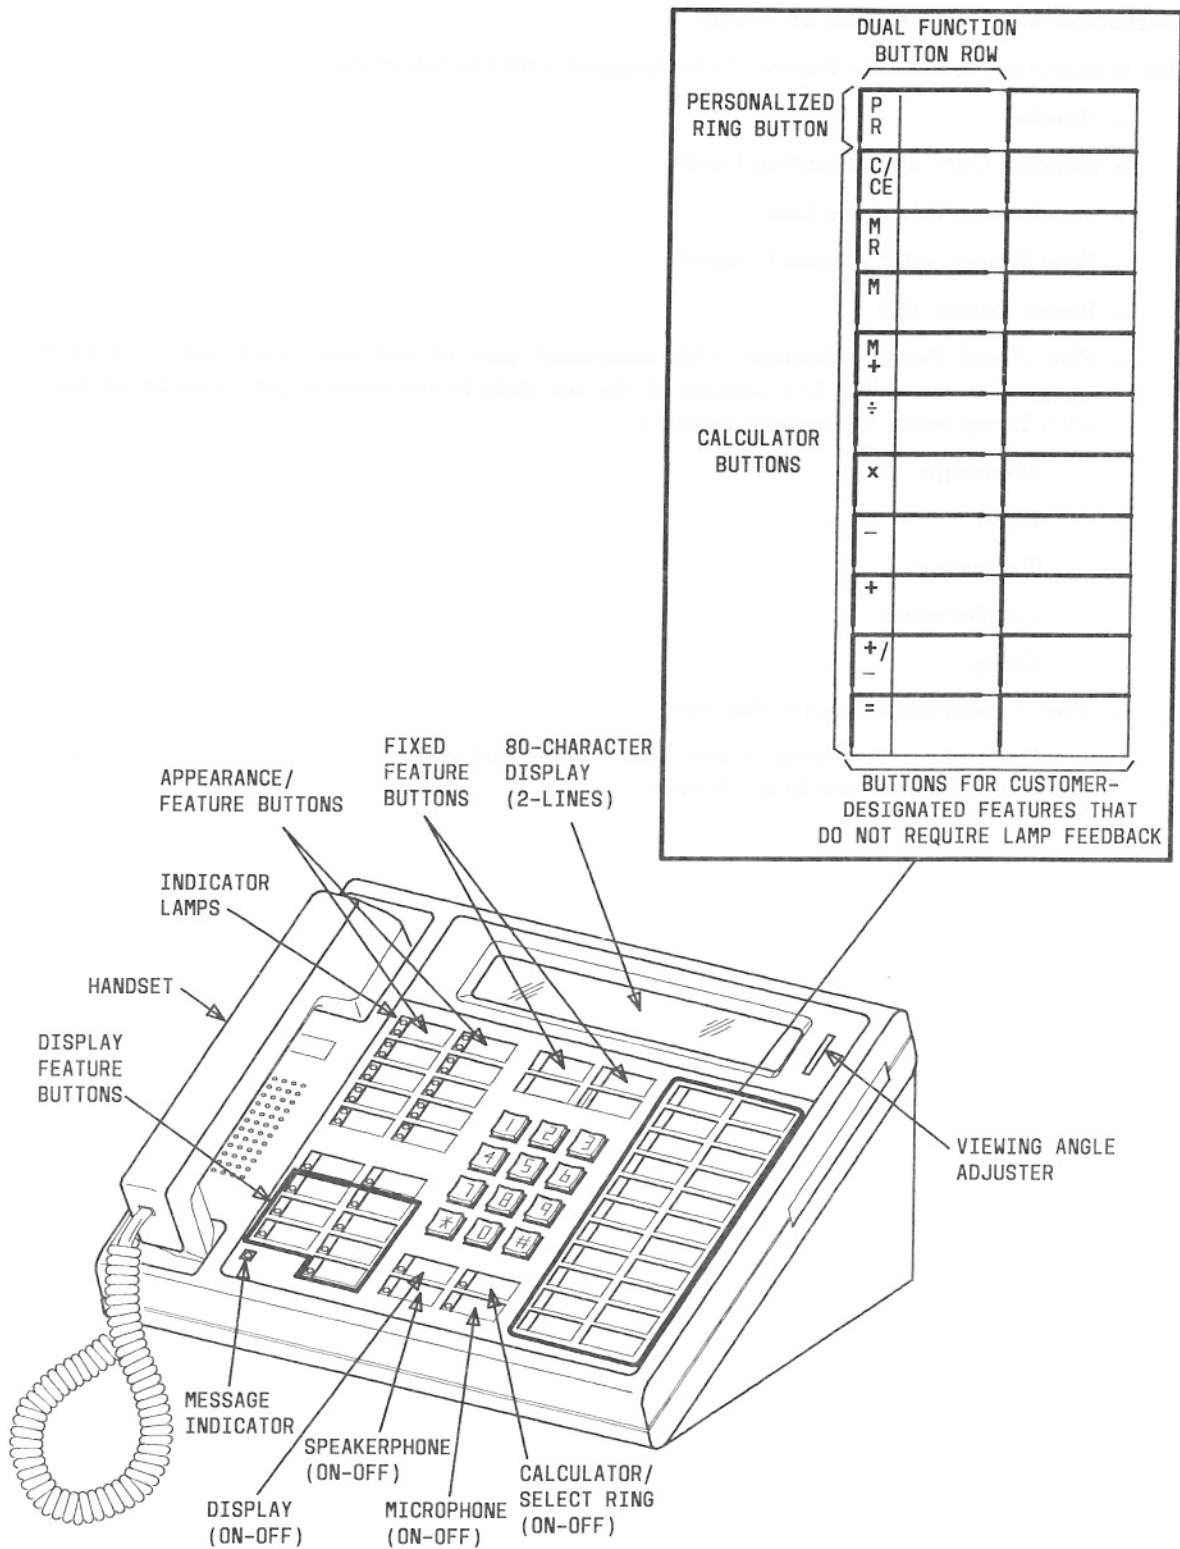 DUAL FUNCTION
BUTTON ROW
PERSONALIZED
RING BUTTON
P
R
C/
CE
M
R
M
M
+
÷
CALCULATOR
BUTTONS
x
−
+
+/
−
=
BUTTONS FOR CUSTOMER-
DESIGNATED FEATURES THAT
DO NOT REQUIRE LAMP FEEDBACK
FIXED
FEATURE
BUTTONS
80-CHARACTER
DISPLAY
(2-LINES)
APPEARANCE/
FEATURE BUTTONS
INDICATOR
LAMPS
HANDSET
DISPLAY
FEATURE
BUTTONS
1 2 3
4 5 6
7 8 9
* 0 #
VIEWING ANGLE
ADJUSTER
MESSAGE
INDICATOR
SPEAKERPHONE
(ON-OFF)
CALCULATOR/
SELECT RING
(ON-OFF)
DISPLAY
(ON-OFF)
MICROPHONE
(ON-OFF)